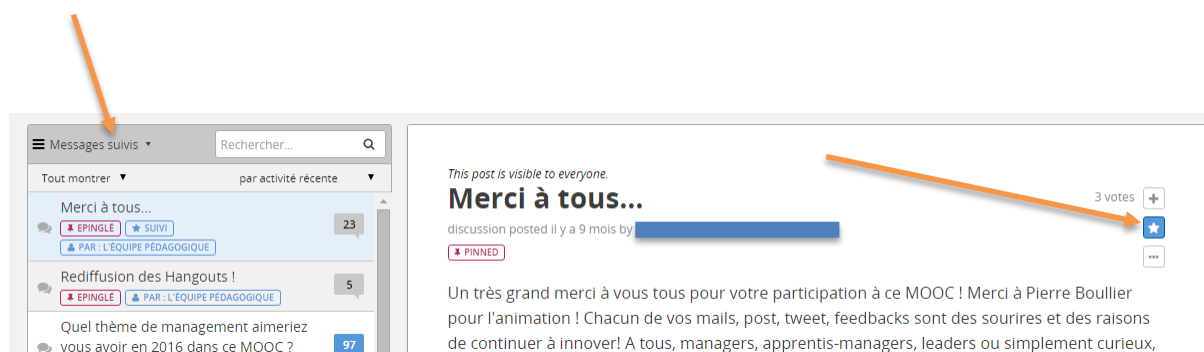 Messages suivis
Rechercher...
Tout montrer
par activité récente
Merci à tous...
EPINGLÉ
SUIVI
PAR : L'ÉQUIPE PÉDAGOGIQUE
23
Rediffusion des Hangouts !
EPINGLÉ
PAR : L'ÉQUIPE PÉDAGOGIQUE
5
Quel thème de management aimeriez
vous avoir en 2016 dans ce MOOC ?
97
This post is visible to everyone.
Merci à tous...
3 votes
discussion posted il y a 9 mois by
PINNED
Un très grand merci à vous tous pour votre participation à ce MOOC ! Merci à Pierre Boullier
pour l'animation ! Chacun de vos mails, post, tweet, feedbacks sont des sourires et des raisons
de continuer à innover! A tous, managers, apprentis-managers, leaders ou simplement curieux,